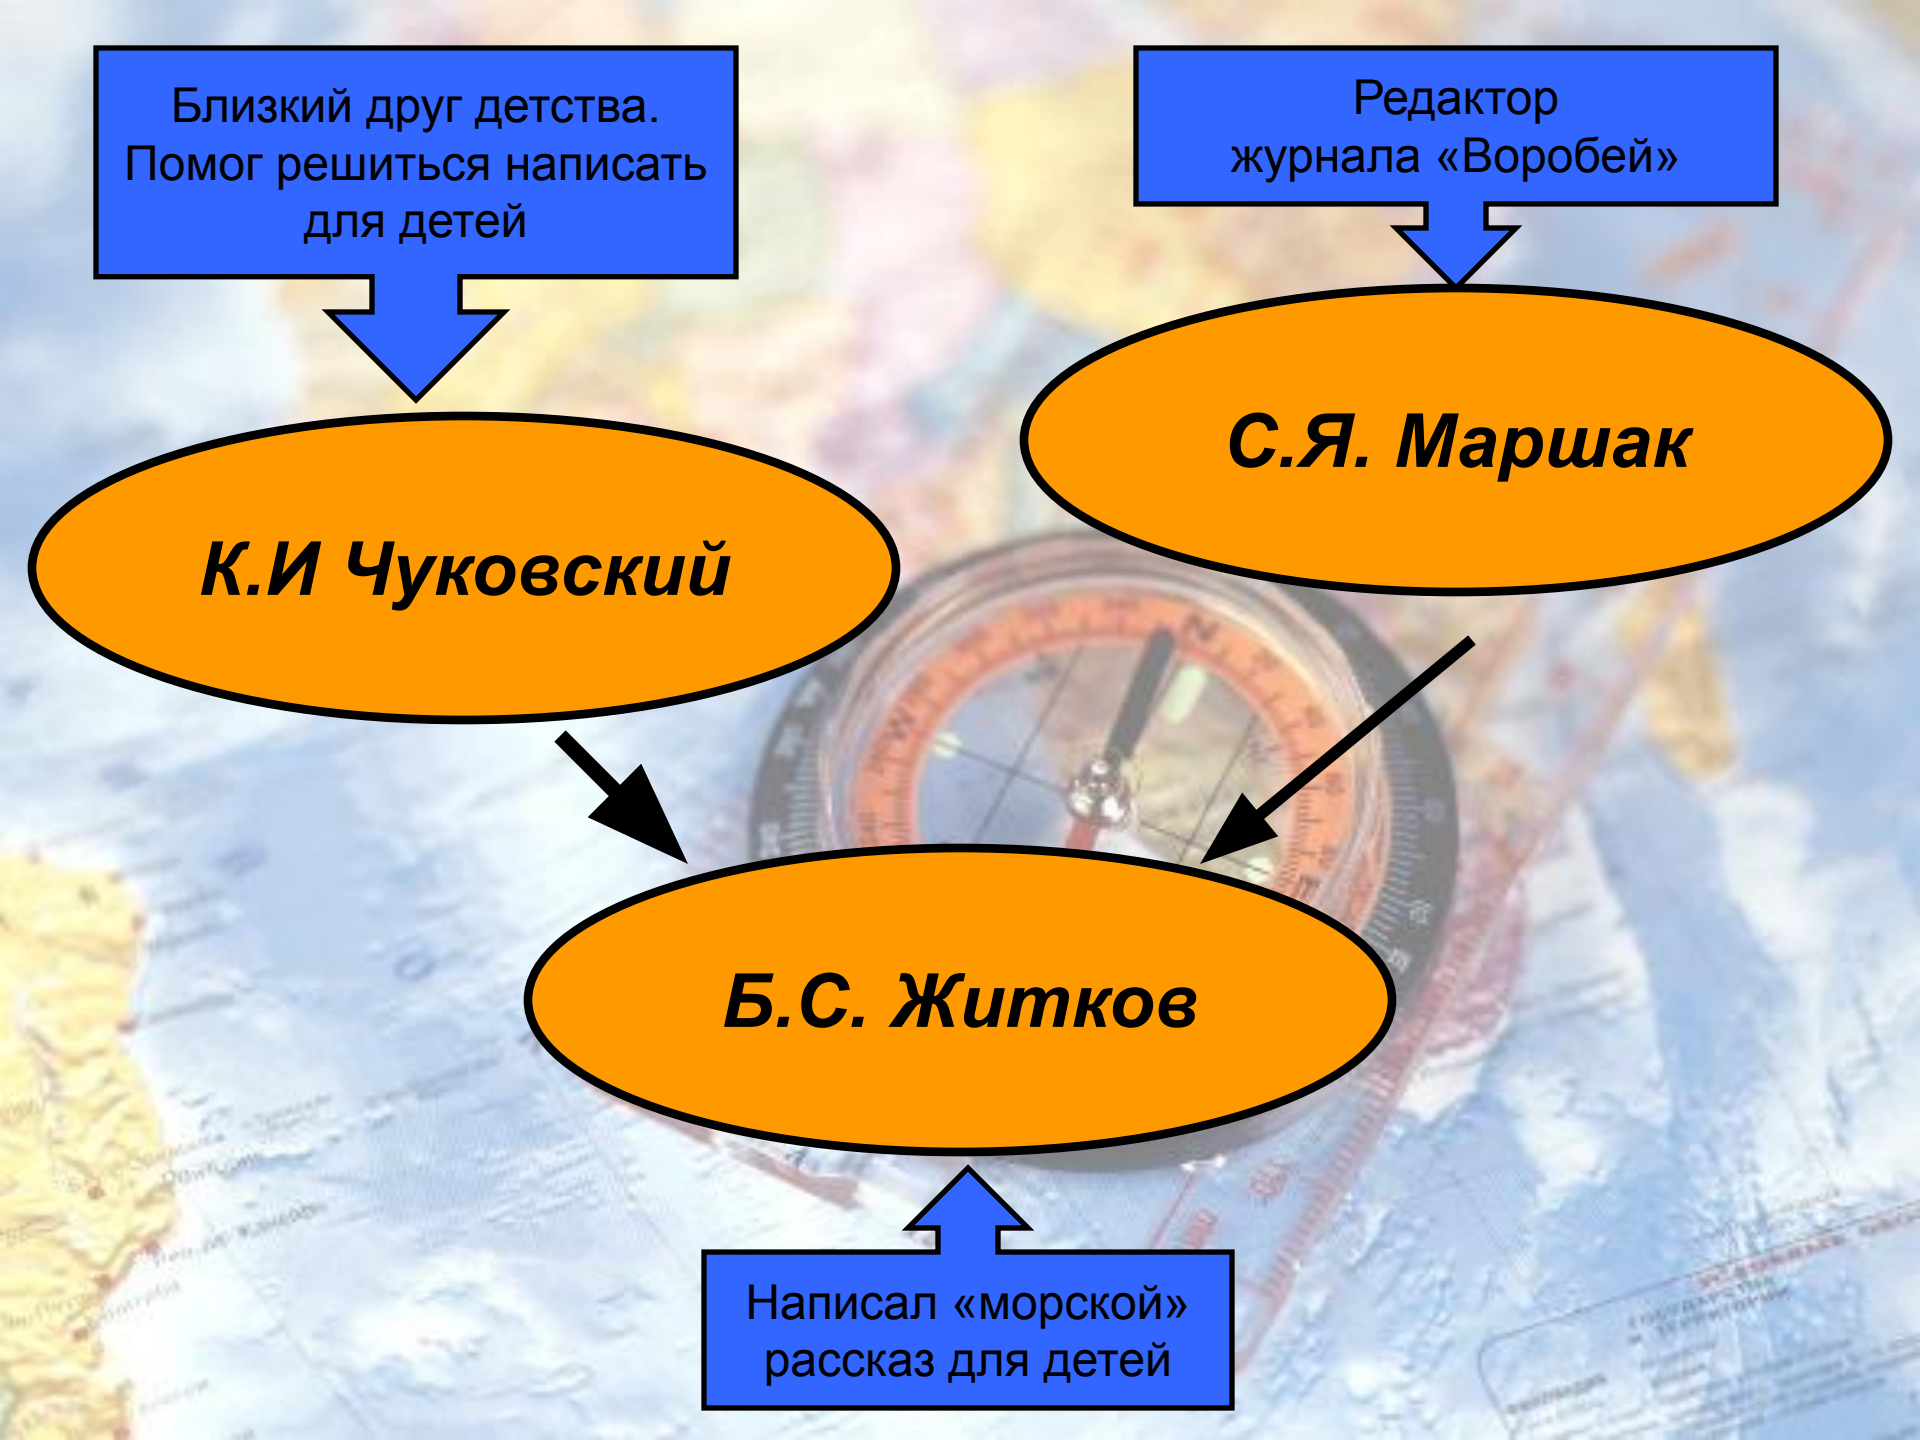 Близкий друг детства.
Помог решиться написать
для детей
Редактор
журнала «Воробей»
С.Я. Маршак
К.И Чуковский
Б.С. Житков
Написал «морской»
рассказ для детей